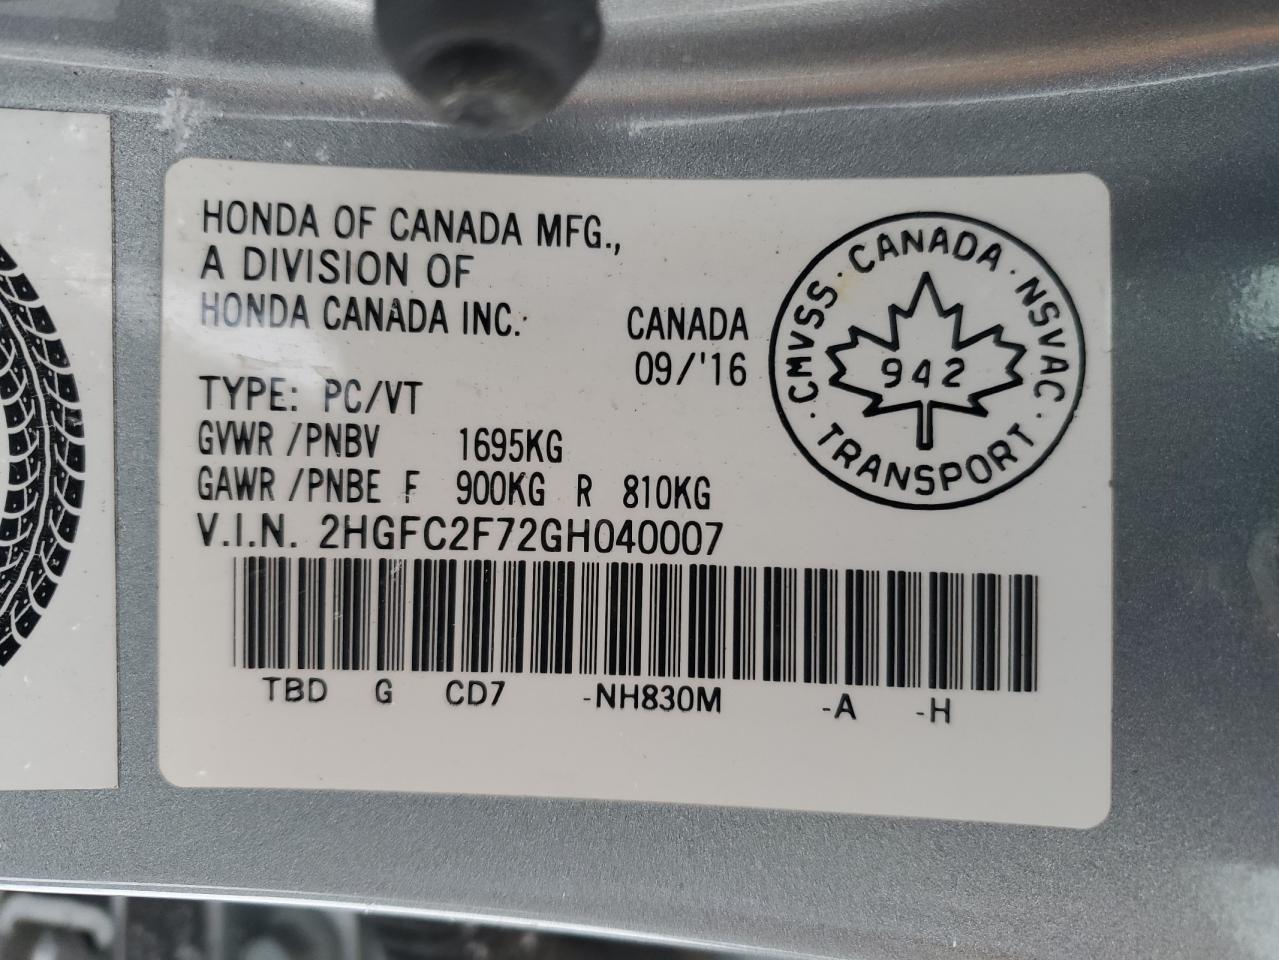 HONDA OF CANADA MFG.,
A DIVISION OF
HONDA CANADA INC.
CANADA
09/'16
TYPE: PC/VT
GVWR /PNBV 1695KG
GAWR /PNBE F 900KG R 810KG
V.I.N. 2HGFC2F72GH040007
TBD G CD7 -NH830M -A -H
· CMVSS · CANADA · NSVAC ·
942
TRANSPORT